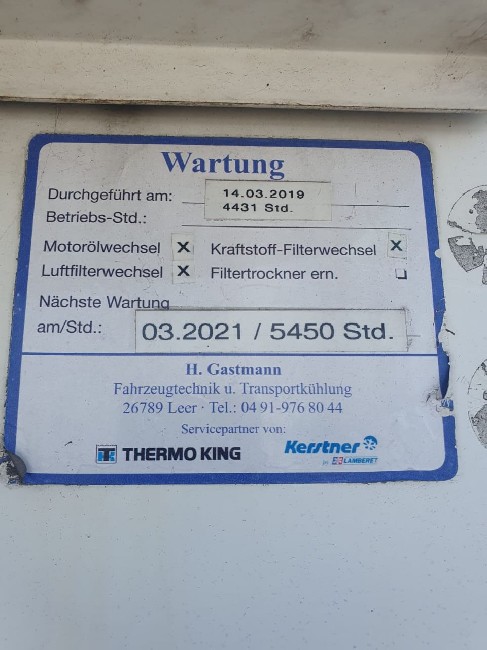 Wartung
Durchgeführt am: 14.03.2019
Betriebs-Std.: 4431 Std.
Motorölwechsel X Kraftstoff-Filterwechsel X
Luftfilterwechsel X Filtertrockner ern.
Nächste Wartung
am/Std.: 03.2021 / 5450 Std.
H. Gastmann
Fahrzeugtechnik u. Transportkühlung
26789 Leer · Tel.: 04 91-976 80 44
Servicepartner von:
THERMO KING Kerstner
BY LAMBERET